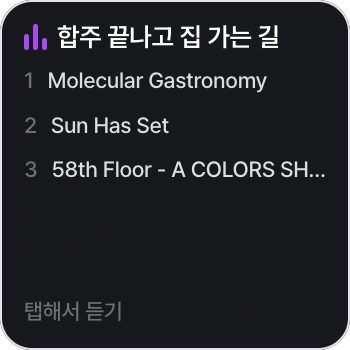 합주 끝나고 집 가는 길
1 Molecular Gastronomy
2 Sun Has Set
3 58th Floor - A COLORS SH...
탭해서 듣기